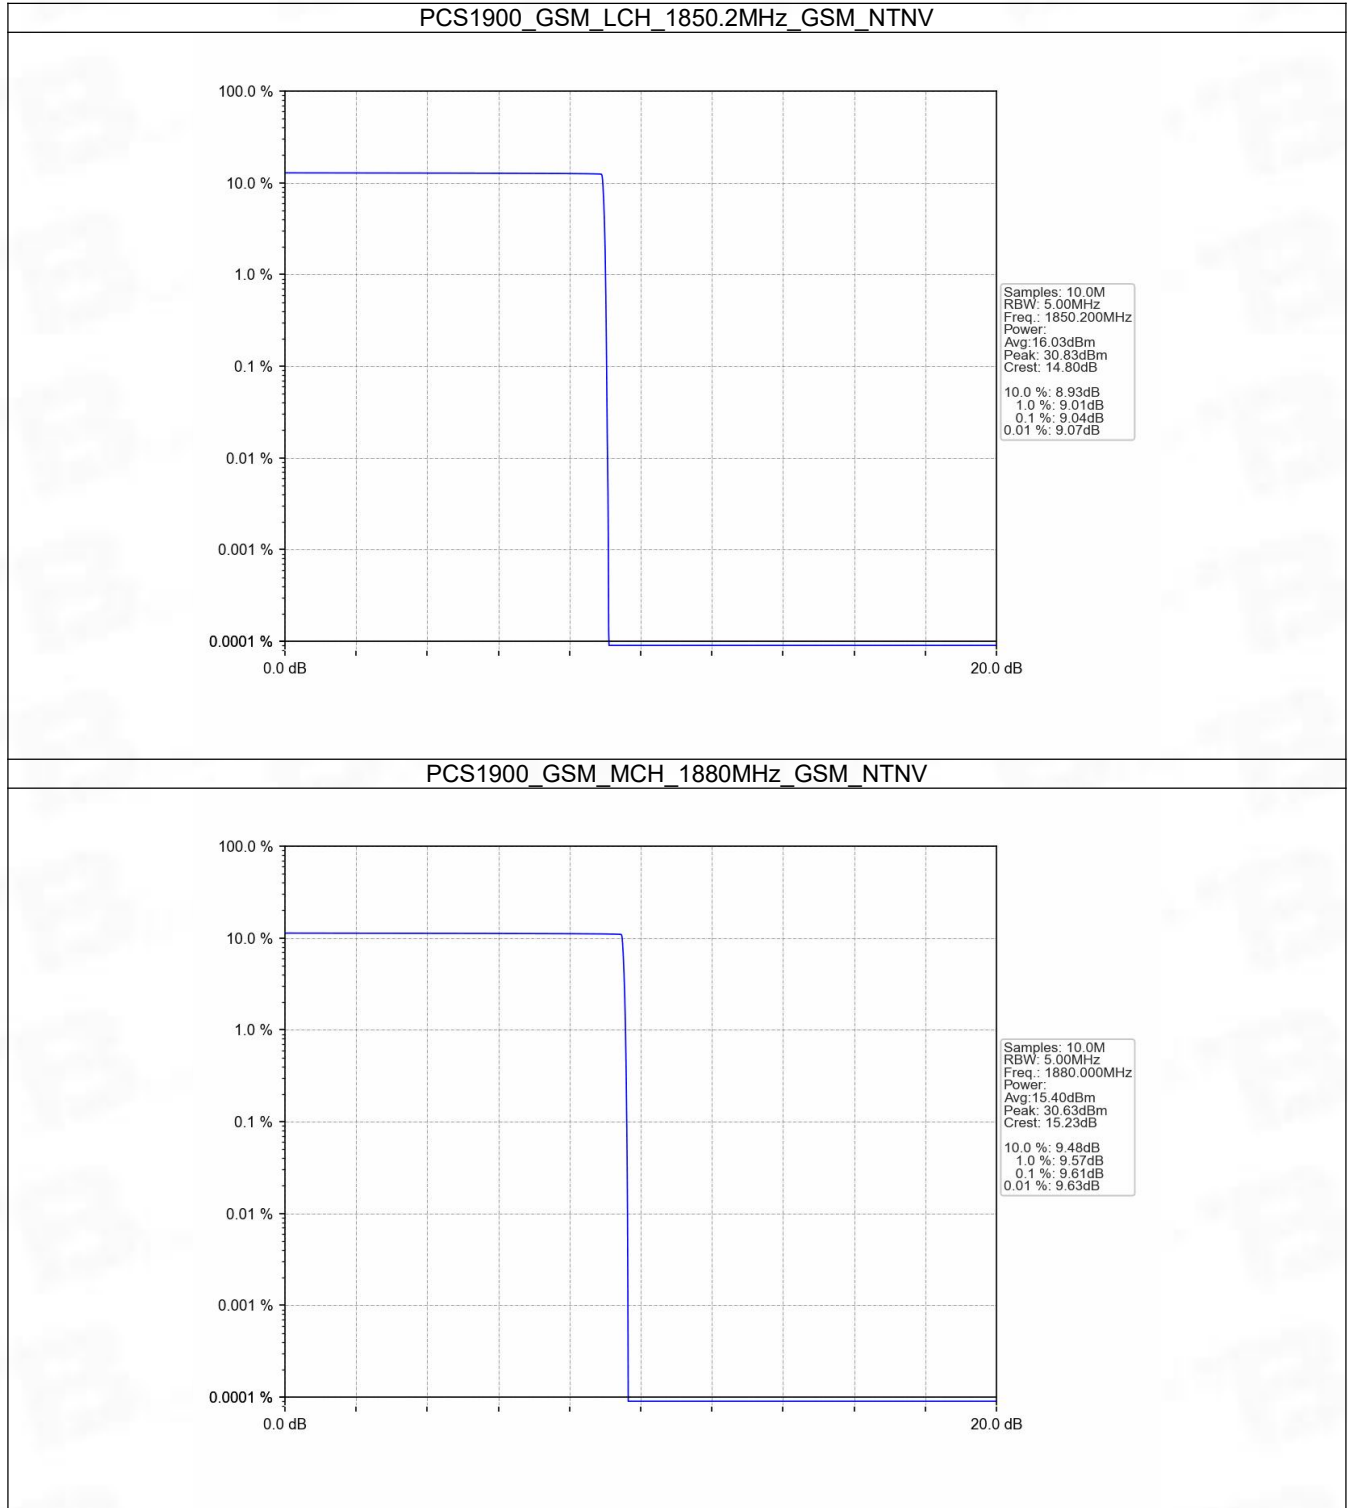 PCS1900_GSM_LCH_1850.2MHz_GSM_NTNV
100.0 %
10.0 %
1.0 %
0.1 %
0.01 %
0.001 %
0.0001 %
0.0 dB
20.0 dB
Samples: 10.0M
RBW: 5.00MHz
Freq.: 1850.200MHz
Power:
Avg:16.03dBm
Peak: 30.83dBm
Crest: 14.80dB
10.0 %: 8.93dB
1.0 %: 9.01dB
0.1 %: 9.04dB
0.01 %: 9.07dB
PCS1900_GSM_MCH_1880MHz_GSM_NTNV
100.0 %
10.0 %
1.0 %
0.1 %
0.01 %
0.001 %
0.0001 %
0.0 dB
20.0 dB
Samples: 10.0M
RBW: 5.00MHz
Freq.: 1880.000MHz
Power:
Avg:15.40dBm
Peak: 30.63dBm
Crest: 15.23dB
10.0 %: 9.48dB
1.0 %: 9.57dB
0.1 %: 9.61dB
0.01 %: 9.63dB